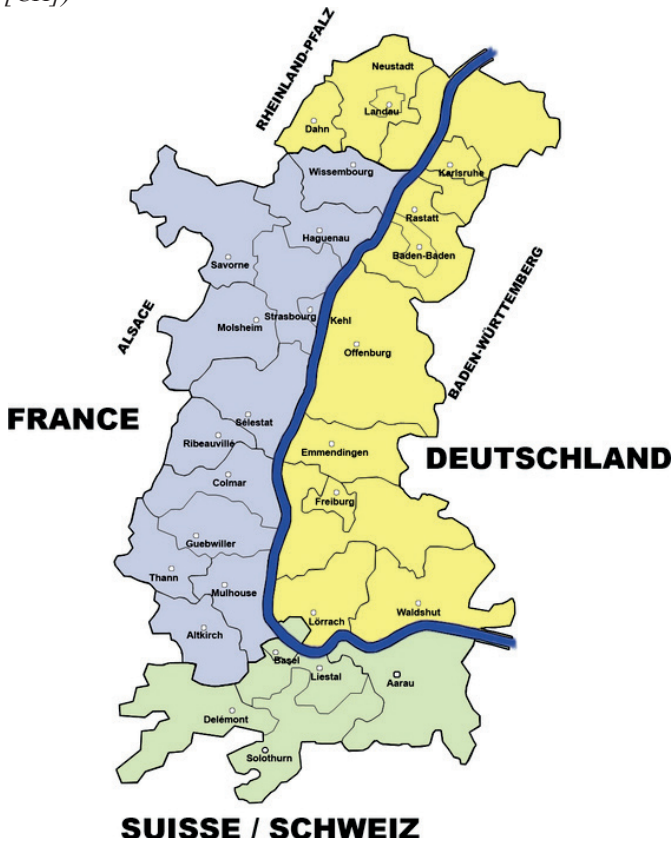 [CH])
RHEINLAND-PFALZ
Neustadt
Landau
Dahn
Wissembourg
Karlsruhe
Rastatt
Haguenau
Baden-Baden
Savorne
BADEN-WÜRTTEMBERG
ALSACE
Strasbourg
Kehl
Molsheim
Offenburg
FRANCE
Sélestat
Ribeauvillé
Emmendingen
DEUTSCHLAND
Colmar
Freiburg
Guebwiller
Thann
Mulhouse
Waldshut
Lörrach
Altkirch
Basel
Liestal
Aarau
Delémont
Solothurn
SUISSE / SCHWEIZ